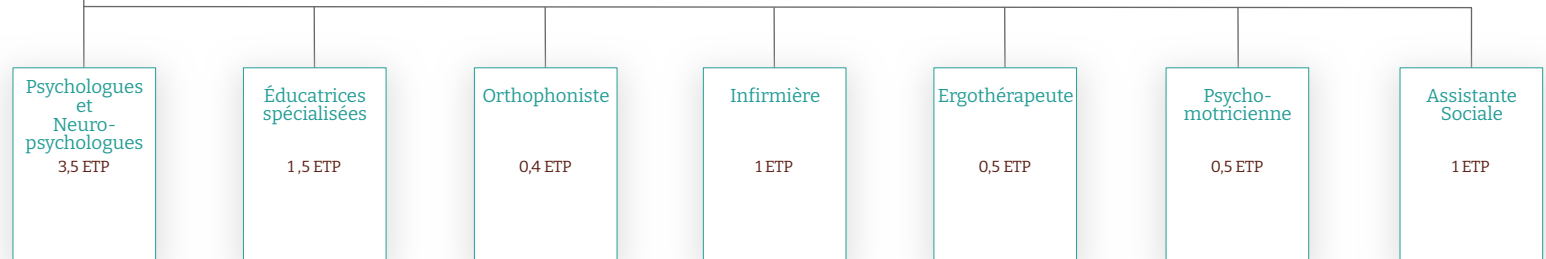 Psychologues
et
Neuro-
psychologues
3,5 ETP
Éducatrices
spécialisées
1,5 ETP
Orthophoniste
0,4 ETP
Infirmière
1 ETP
Ergothérapeute
0,5 ETP
Psycho-
motricienne
0,5 ETP
Assistante
Sociale
1 ETP